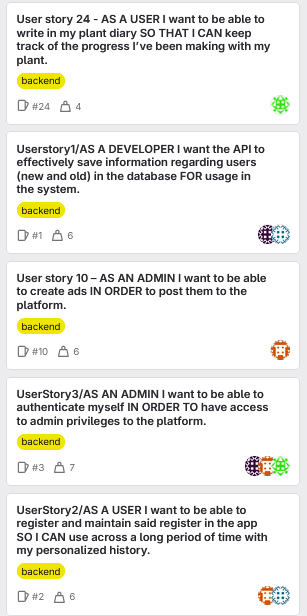 User story 24 - AS A USER I want to be able to
write in my plant diary SO THAT I CAN keep
track of the progress I've been making with my
plant.
backend
#24 4
Userstory1/AS A DEVELOPER I want the API to
effectively save information regarding users
(new and old) in the database FOR usage in
the system.
backend
#1 6
User story 10 – AS AN ADMIN I want to be able
to create ads IN ORDER to post them to the
platform.
backend
#10 6
UserStory3/AS AN ADMIN I want to be able to
authenticate myself IN ORDER TO have access
to admin privileges to the platform.
backend
#3 7
UserStory2/AS A USER I want to be able to
register and maintain said register in the app
SO I CAN use across a long period of time with
my personalized history.
backend
#2 6